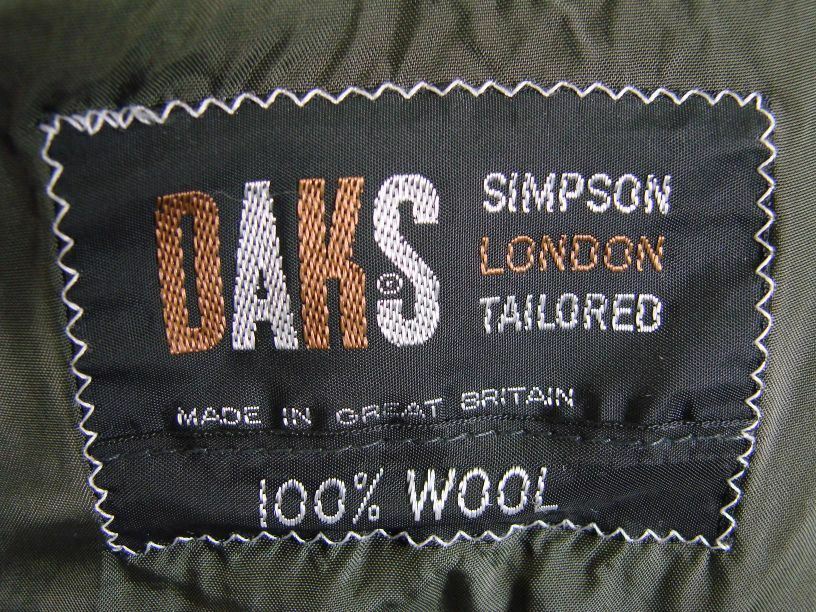 DAKS
SIMPSON
LONDON
TAILORED
MADE IN GREAT BRITAIN
100% WOOL